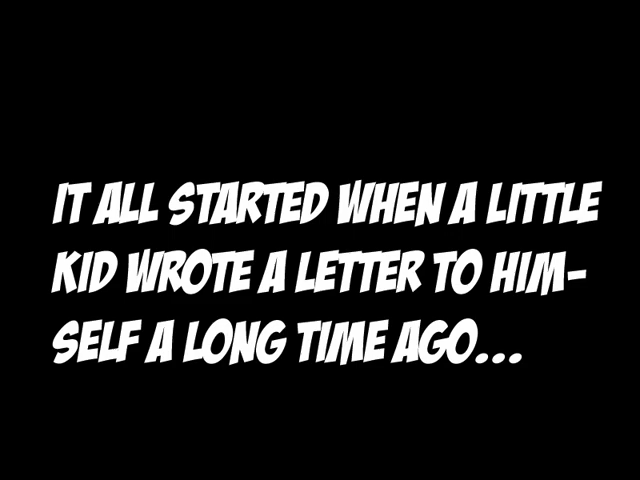 IT ALL STARTED WHEN A LITTLE
KID WROTE A LETTER TO HIM-
SELF A LONG TIME AGO...